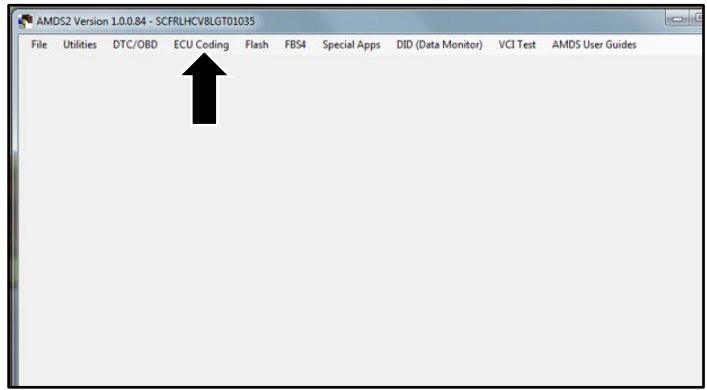 AMDS2 Version 1.0.0.84 - SCFRLHCV8LGT01035
File Utilities DTC/OBD ECU Coding Flash FBS4 Special Apps DID (Data Monitor) VCI Test AMDS User Guides